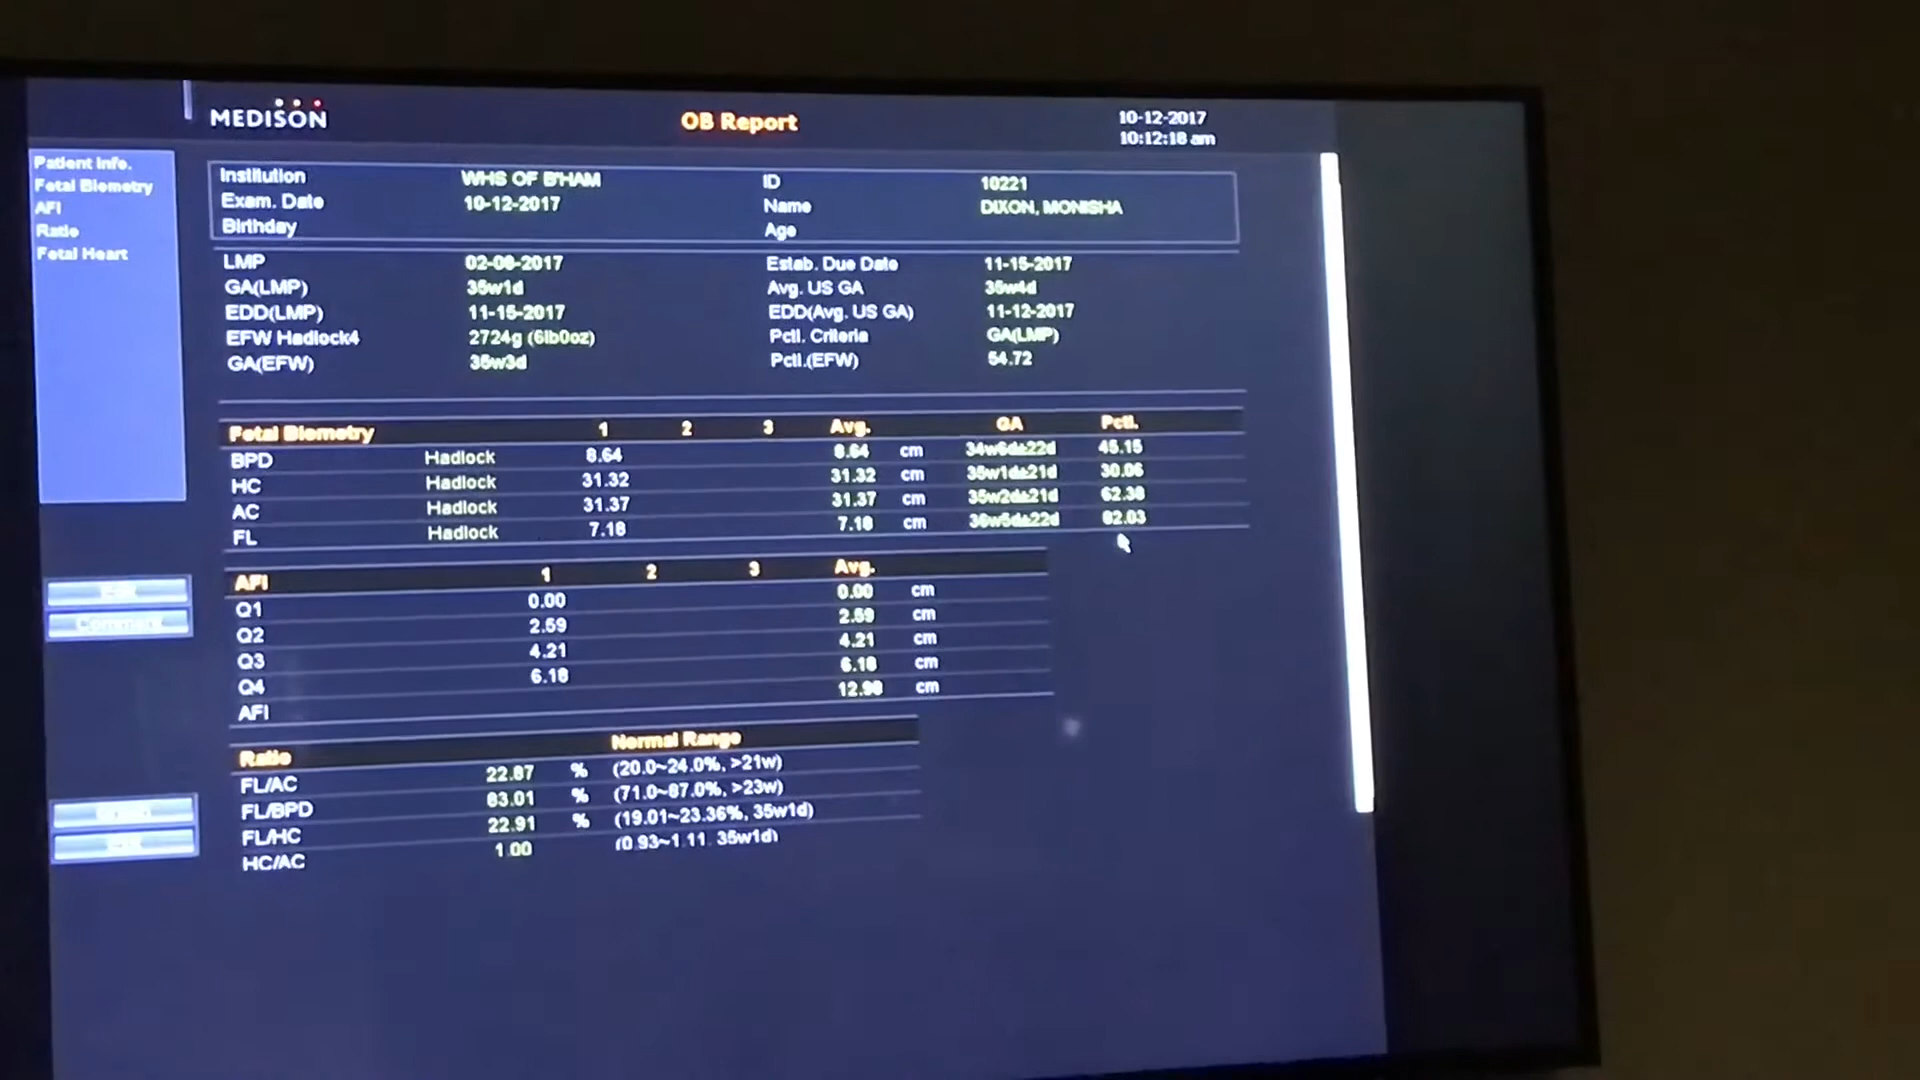 MEDISON OB Report 10-12-2017
10:12:18 am
Patient Info.
Fetal Biometry
AFI
Ratio
Fetal Heart
Institution WHS OF B'HAM ID 10221
Exam. Date 10-12-2017 Name DIXON, MONISHA
Birthday Age
LMP 02-08-2017 Estab. Due Date 11-15-2017
GA(LMP) 35w1d Avg. US GA 35w4d
EDD(LMP) 11-15-2017 EDD(Avg. US GA) 11-12-2017
EFW Hadlock4 2724g (6lb0oz) Pctl. Criteria GA(LMP)
GA(EFW) 35w3d Pctl.(EFW) 54.72
Fetal Biometry 1 2 3 Avg. GA Pctl.
BPD Hadlock 8.64 8.64 cm 34w6d±22d 45.15
HC Hadlock 31.32 31.32 cm 35w1d±21d 30.06
AC Hadlock 31.37 31.37 cm 35w2d±21d 62.38
FL Hadlock 7.18 7.18 cm 36w5d±22d 82.03
AFI 1 2 3 Avg.
Q1 0.00 0.00 cm
Q2 2.59 2.59 cm
Q3 4.21 4.21 cm
Q4 6.18 6.18 cm
AFI 12.98 cm
Ratio Normal Range
FL/AC 22.87 % (20.0~24.0%, >21w)
FL/BPD 83.01 % (71.0~87.0%, >23w)
FL/HC 22.91 % (19.01~23.36%, 35w1d)
HC/AC 1.00 (0.93~1.11, 35w1d)
Comment